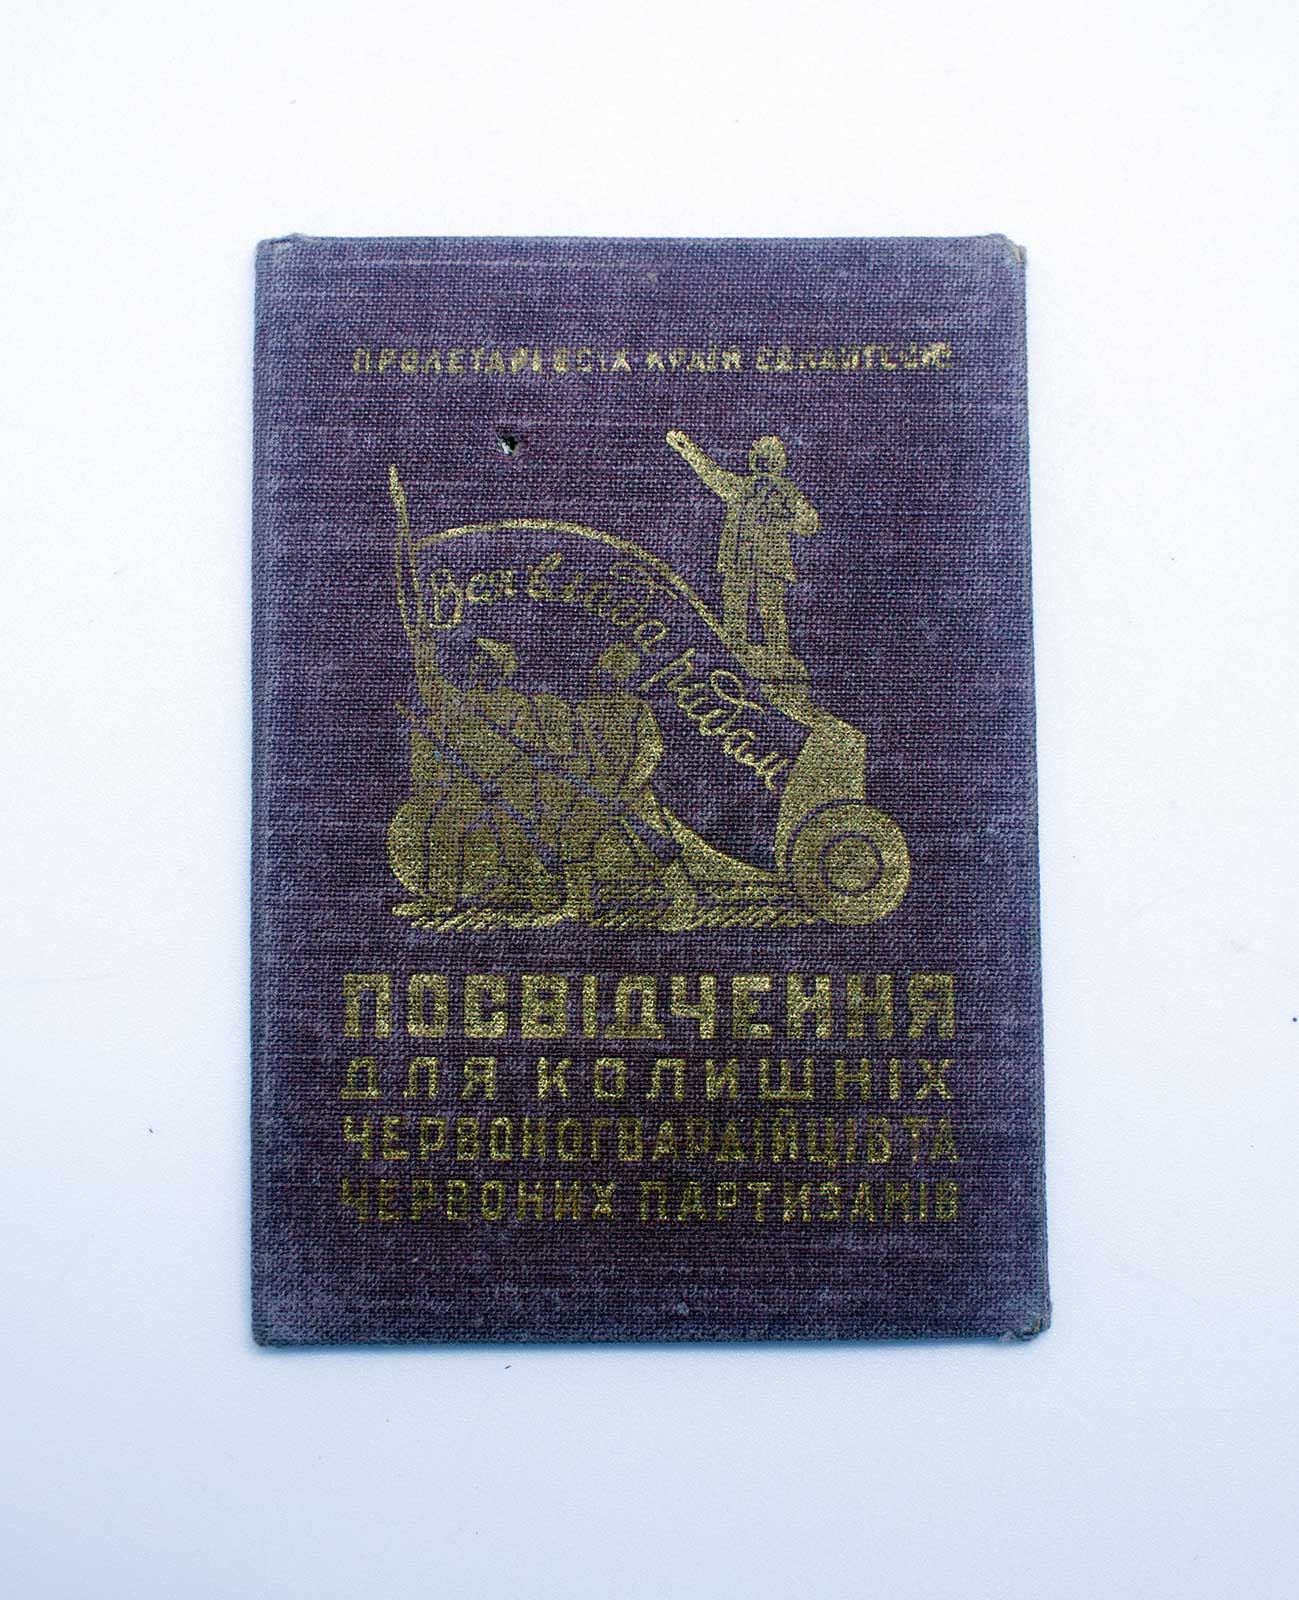 ПРОЛЕТАРІ ВСІХ КРАЇН ЄДНАЙТЕСЯ
Вся влада радам
ПОСВІДЧЕННЯ
ДЛЯ КОЛИШНІХ
ЧЕРВОНОГВАРДІЙЦІВ ТА
ЧЕРВОНИХ ПАРТИЗАНІВ